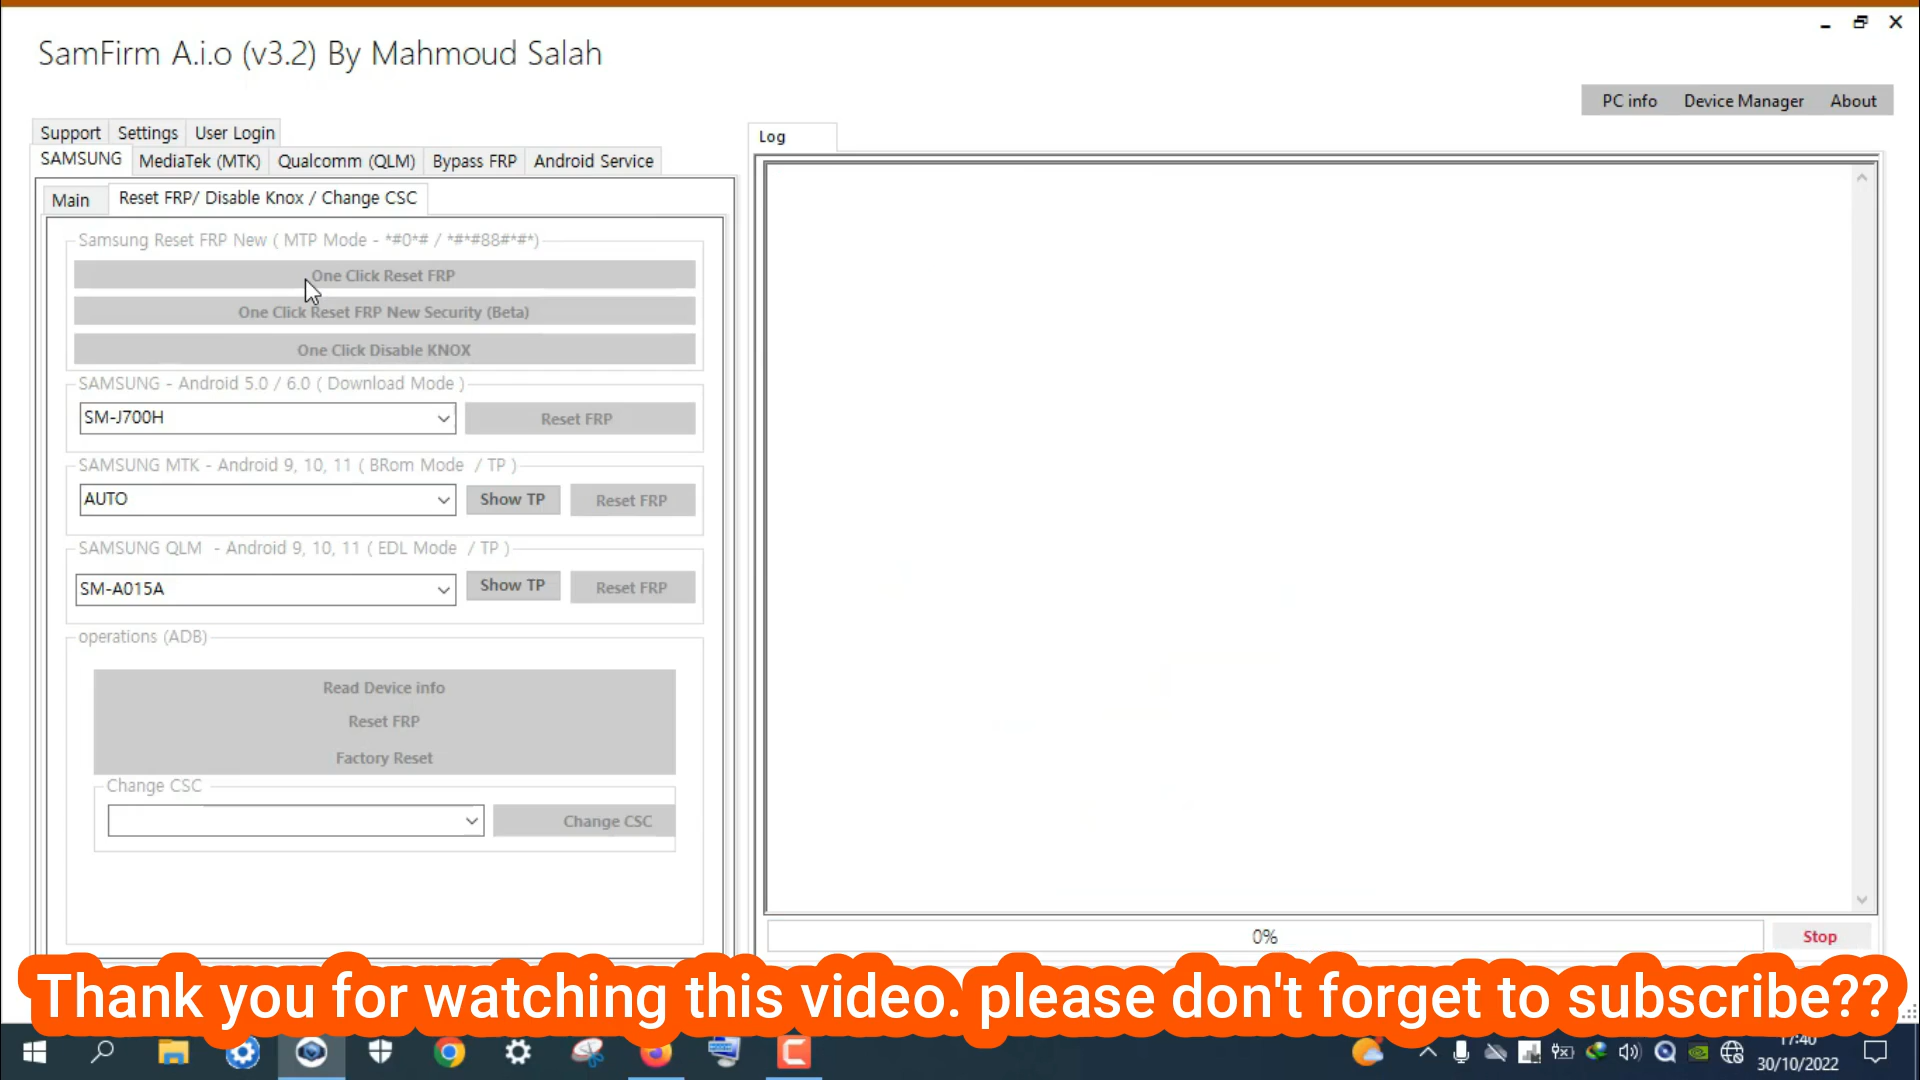 SamFirm A.i.o (v3.2) By Mahmoud Salah
PC info Device Manager About
Support Settings User Login
SAMSUNG MediaTek (MTK) Qualcomm (QLM) Bypass FRP Android Service
Main Reset FRP/ Disable Knox / Change CSC
Samsung Reset FRP New ( MTP Mode - *#0*# / *#*#88#*#*)
One Click Reset FRP
One Click Reset FRP New Security (Beta)
One Click Disable KNOX
SAMSUNG - Android 5.0 / 6.0 ( Download Mode )
SM-J700H Reset FRP
SAMSUNG MTK - Android 9, 10, 11 ( BRom Mode / TP )
AUTO Show TP Reset FRP
SAMSUNG QLM - Android 9, 10, 11 ( EDL Mode / TP )
SM-A015A Show TP Reset FRP
operations (ADB)
Read Device info
Reset FRP
Factory Reset
Change CSC
Change CSC
Log
0% Stop
Thank you for watching this video. please don't forget to subscribe??
17:40
30/10/2022